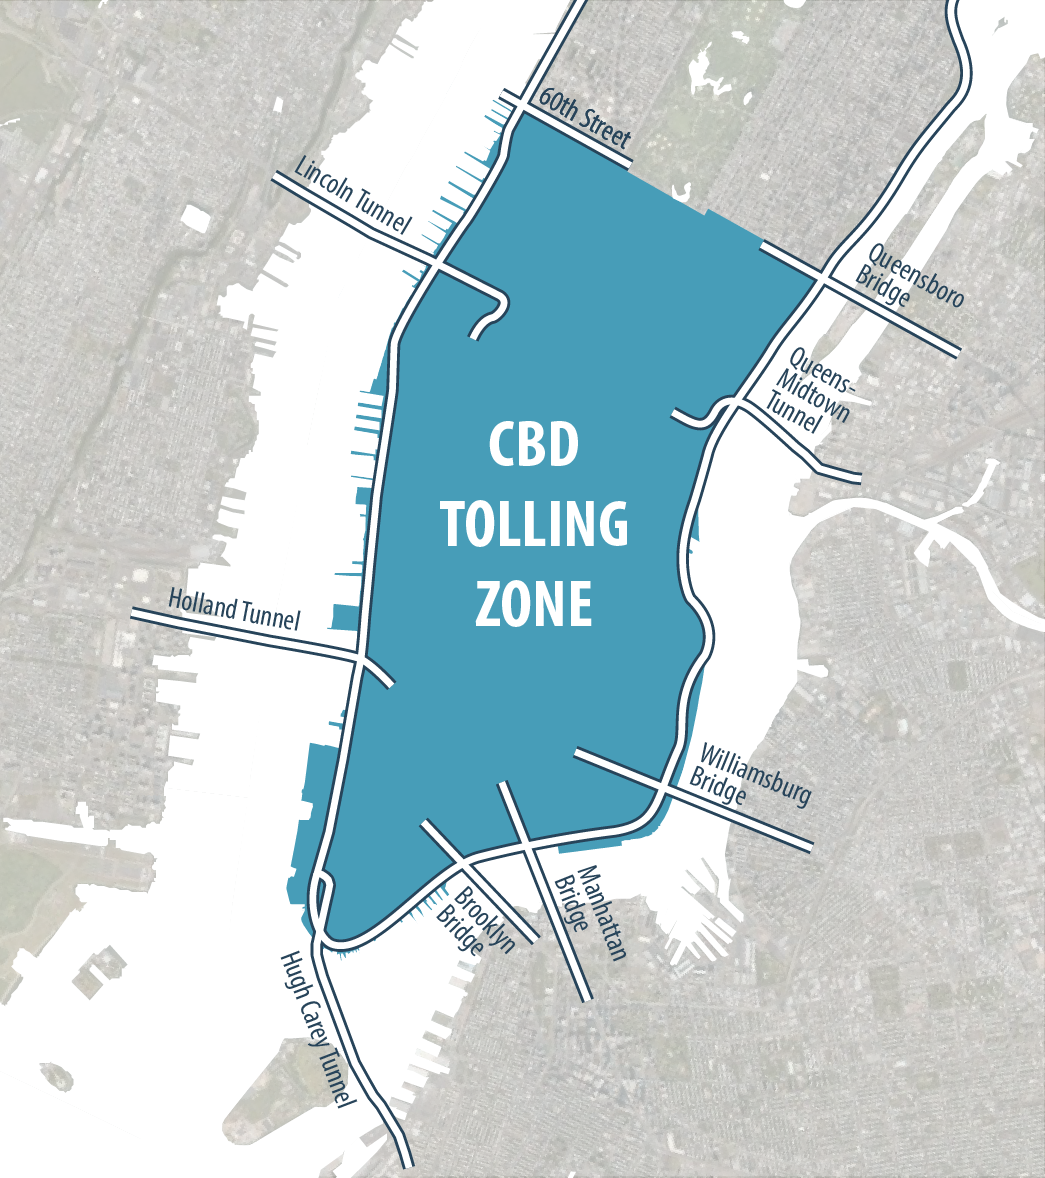 60th Street
Lincoln Tunnel
Queensboro
Bridge
Queens-
Midtown
Tunnel
CBD
TOLLING
ZONE
Holland Tunnel
Williamsburg
Bridge
Manhattan
Bridge
Brooklyn
Bridge
Hugh Carey Tunnel